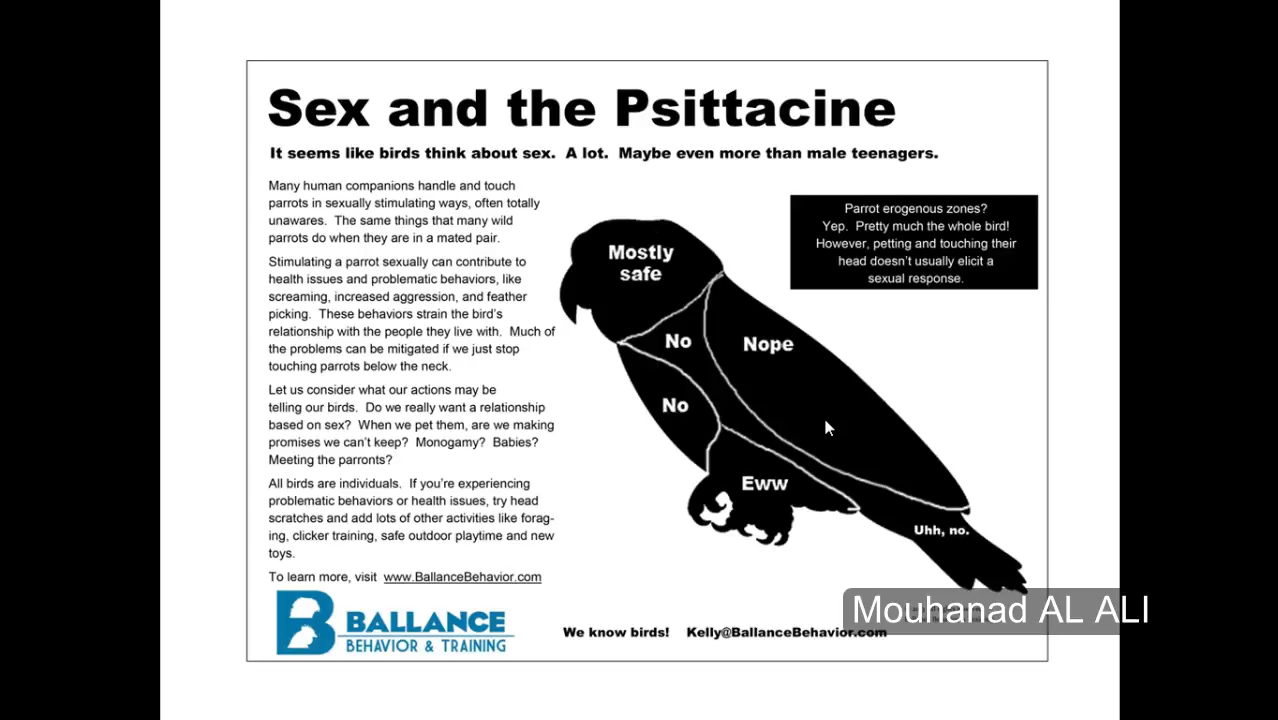 Sex and the Psittacine
It seems like birds think about sex.  A lot.  Maybe even more than male teenagers.
Many human companions handle and touch
parrots in sexually stimulating ways, often totally
unawares.  The same things that many wild
parrots do when they are in a mated pair.
Stimulating a parrot sexually can contribute to
health issues and problematic behaviors, like
screaming, increased aggression, and feather
picking.  These behaviors strain the bird's
relationship with the people they live with.  Much of
the problems can be mitigated if we just stop
touching parrots below the neck.
Let us consider what our actions may be
telling our birds.  Do we really want a relationship
based on sex?  When we pet them, are we making
promises we can't keep?  Monogamy?  Babies?
Meeting the parronts?
All birds are individuals.  If you're experiencing
problematic behaviors or health issues, try head
scratches and add lots of other activities like forag-
ing, clicker training, safe outdoor playtime and new
toys.
To learn more, visit  www.BallanceBehavior.com
Parrot erogenous zones?
Yep.  Pretty much the whole bird!
However, petting and touching their
head doesn't usually elicit a
sexual response.
Mostly
safe
No
Nope
No
Eww
Uhh, no.
B BALLANCE
BEHAVIOR & TRAINING
We know birds!    Kelly@BallanceBehavior.com
Mouhanad AL ALI